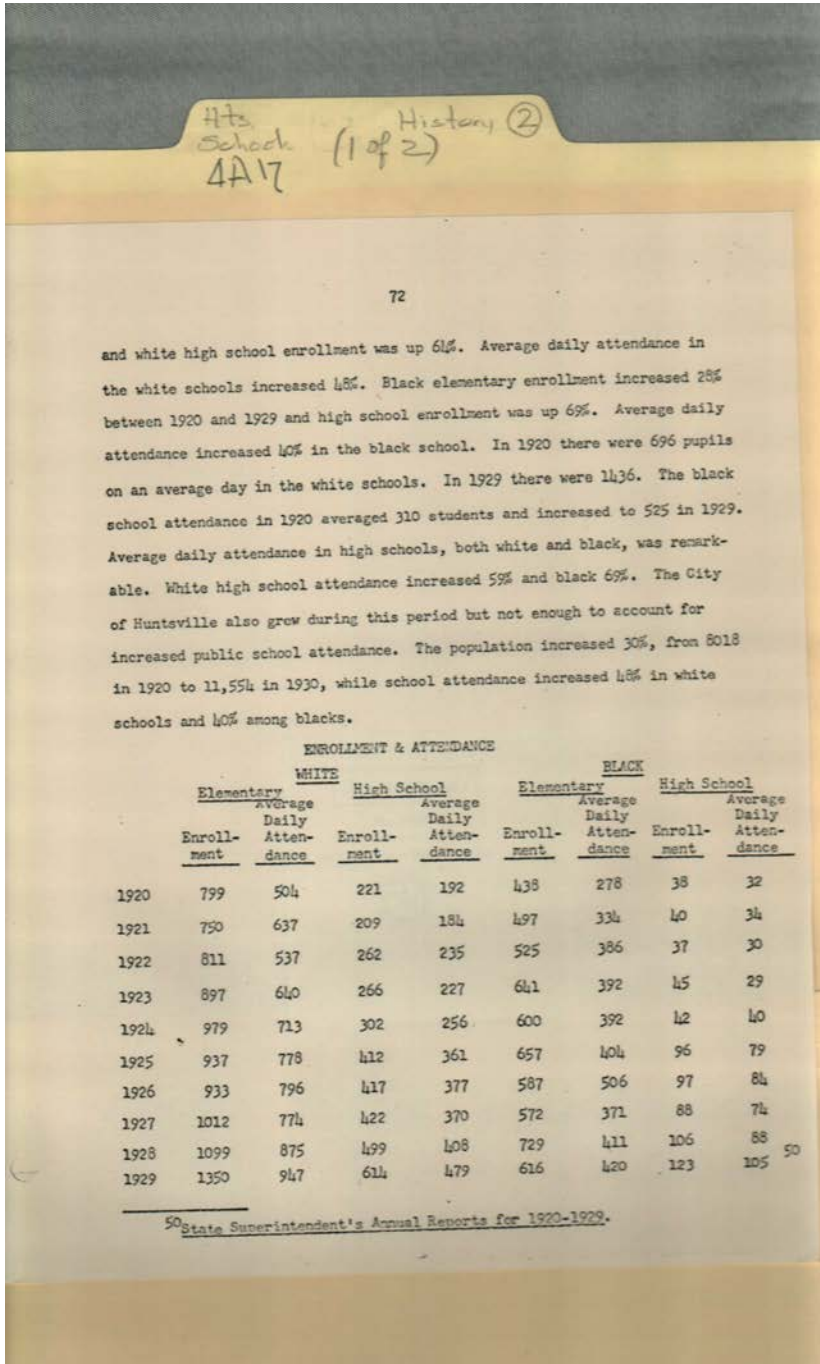 Hts History ②
School (1 of 2)
4A17
72
and white high school enrollment was up 64%. Average daily attendance in
the white schools increased 48%. Black elementary enrollment increased 28%
between 1920 and 1929 and high school enrollment was up 69%. Average daily
attendance increased 40% in the black school. In 1920 there were 696 pupils
on an average day in the white schools. In 1929 there were 1436. The black
school attendance in 1920 averaged 310 students and increased to 525 in 1929.
Average daily attendance in high schools, both white and black, was remark-
able. White high school attendance increased 59% and black 69%. The City
of Huntsville also grew during this period but not enough to account for
increased public school attendance. The population increased 30%, from 8018
in 1920 to 11,554 in 1930, while school attendance increased 48% in white
schools and 40% among blacks.
ENROLLMENT & ATTENDANCE
WHITE BLACK
Elementary High School Elementary High School
Average Average Average Average
Daily Daily Daily Daily
Enroll- Atten- Enroll- Atten- Enroll- Atten- Enroll- Atten-
ment dance ment dance ment dance ment dance
1920 799 504 221 192 438 278 38 32
1921 750 637 209 184 497 334 40 34
1922 811 537 262 235 525 386 37 30
1923 897 640 266 227 641 392 45 29
1924 979 713 302 256 600 392 42 40
1925 937 778 412 361 657 404 96 79
1926 933 796 417 377 587 506 97 84
1927 1012 774 422 370 572 371 88 74
1928 1099 875 499 408 729 411 106 88
1929 1350 947 614 479 616 420 123 105 50
50State Superintendent's Annual Reports for 1920-1929.